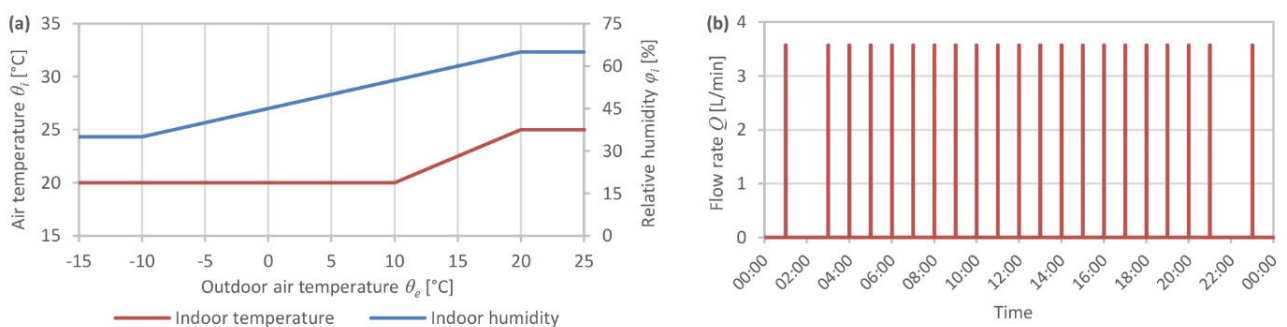 (a)
35
30
25
20
15
Air temperature θi [°C]
75
60
45
30
15
0
Relative humidity φi [%]
-15 -10 -5 0 5 10 15 20 25
Outdoor air temperature θe [°C]
Indoor temperature Indoor humidity
(b)
4
3
2
1
0
Flow rate Q [L/min]
00:00 02:00 04:00 06:00 08:00 10:00 12:00 14:00 16:00 18:00 20:00 22:00 00:00
Time